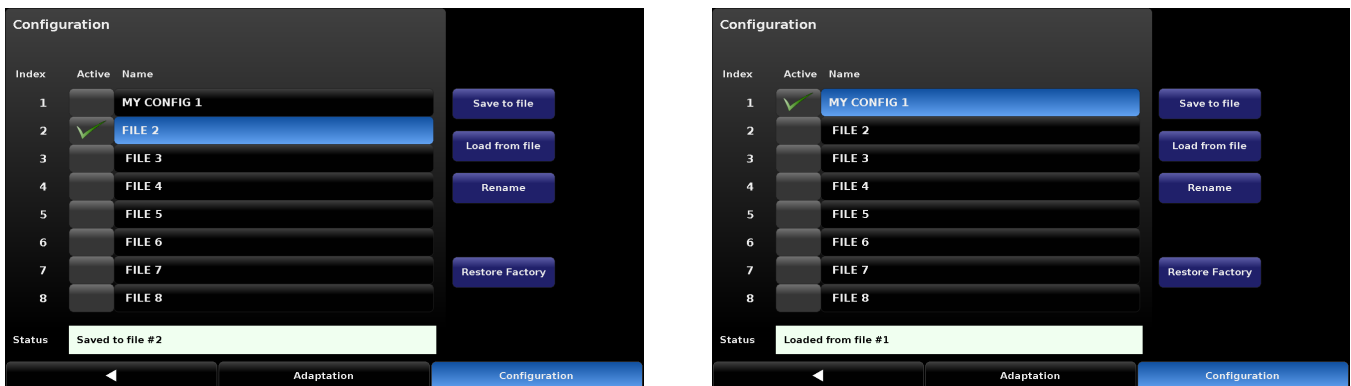 Configuration
Index Active Name
1 MY CONFIG 1 Save to file
2 FILE 2
3 FILE 3 Load from file
4 FILE 4 Rename
5 FILE 5
6 FILE 6
7 FILE 7 Restore Factory
8 FILE 8
Status Saved to file #2
Adaptation Configuration
Configuration
Index Active Name
1 MY CONFIG 1 Save to file
2 FILE 2
3 FILE 3 Load from file
4 FILE 4 Rename
5 FILE 5
6 FILE 6
7 FILE 7 Restore Factory
8 FILE 8
Status Loaded from file #1
Adaptation Configuration